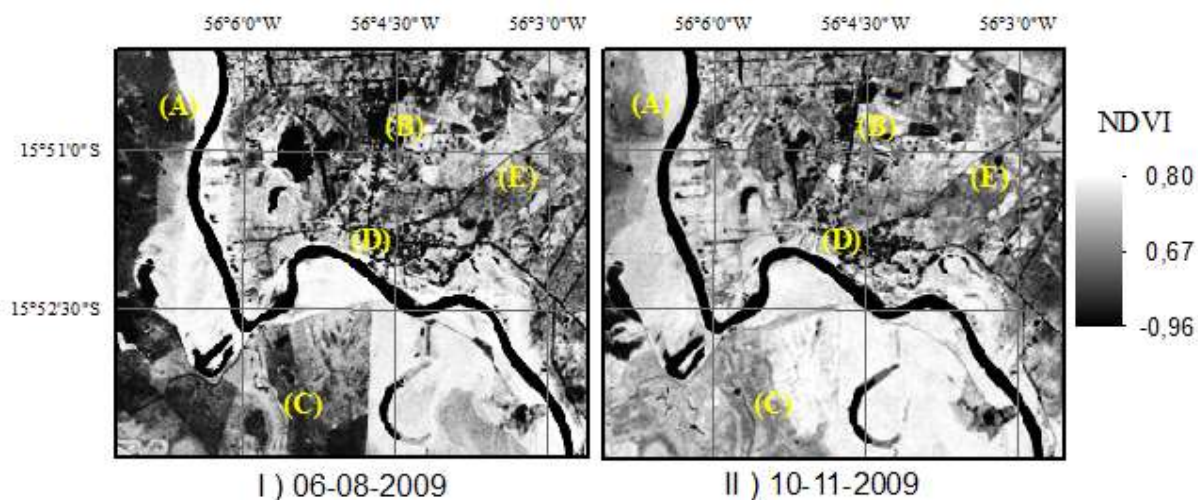 56°6'0"W 56°4'30"W 56°3'0"W 56°6'0"W 56°4'30"W 56°3'0"W
(A) (B) (A) (B)
NDVI
15°51'0"S
(E) (E)
0,80
(D) (D)
0,67
15°52'30"S
-0,96
(C) (C)
I ) 06-08-2009 II ) 10-11-2009